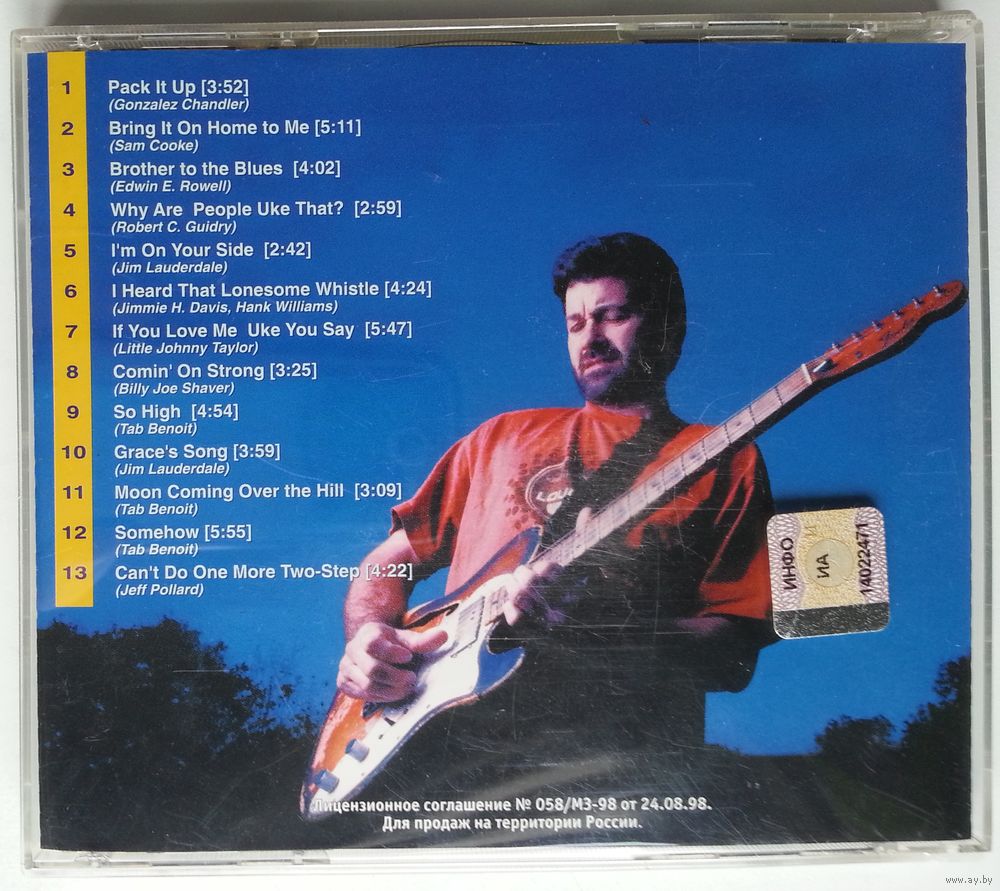 1 Pack It Up [3:52]
(Gonzalez Chandler)
2 Bring It On Home to Me [5:11]
(Sam Cooke)
3 Brother to the Blues [4:02]
(Edwin E. Rowell)
4 Why Are People Uke That? [2:59]
(Robert C. Guidry)
5 I'm On Your Side [2:42]
(Jim Lauderdale)
6 I Heard That Lonesome Whistle [4:24]
(Jimmie H. Davis, Hank Williams)
7 If You Love Me Uke You Say [5:47]
(Little Johnny Taylor)
8 Comin' On Strong [3:25]
(Billy Joe Shaver)
9 So High [4:54]
(Tab Benoit)
10 Grace's Song [3:59]
(Jim Lauderdale)
11 Moon Coming Over the Hill [3:09]
(Tab Benoit)
12 Somehow [5:55]
(Tab Benoit)
13 Can't Do One More Two-Step [4:22]
(Jeff Pollard)
ИНФО
ИА
14022471
Лицензионное соглашение № 058/МЗ-98 от 24.08.98.
Для продаж на территории России.
www.ay.by